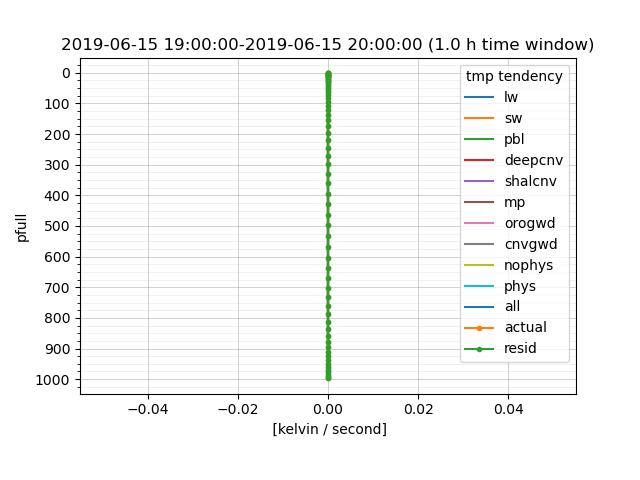 2019-06-15 19:00:00-2019-06-15 20:00:00 (1.0 h time window)
tmp tendency
lw
sw
pbl
deepcnv
shalcnv
mp
orogwd
cnvgwd
nophys
phys
all
actual
resid
pfull
0
100
200
300
400
500
600
700
800
900
1000
−0.04
−0.02
0.00
0.02
0.04
[kelvin / second]